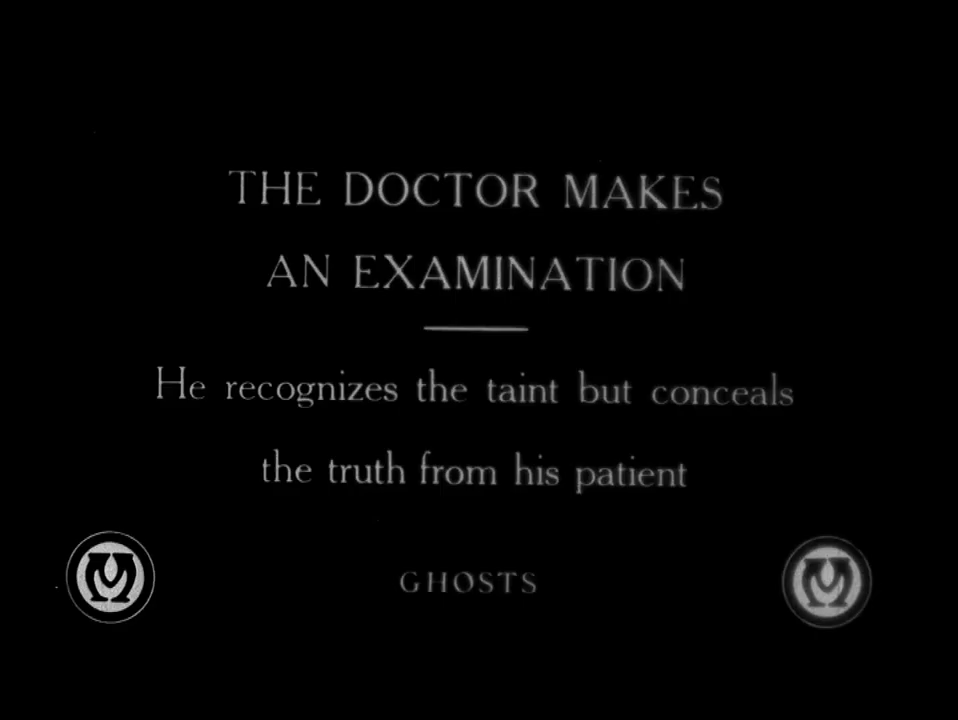 THE DOCTOR MAKES
AN EXAMINATION
He recognizes the taint but conceals
the truth from his patient
GHOSTS